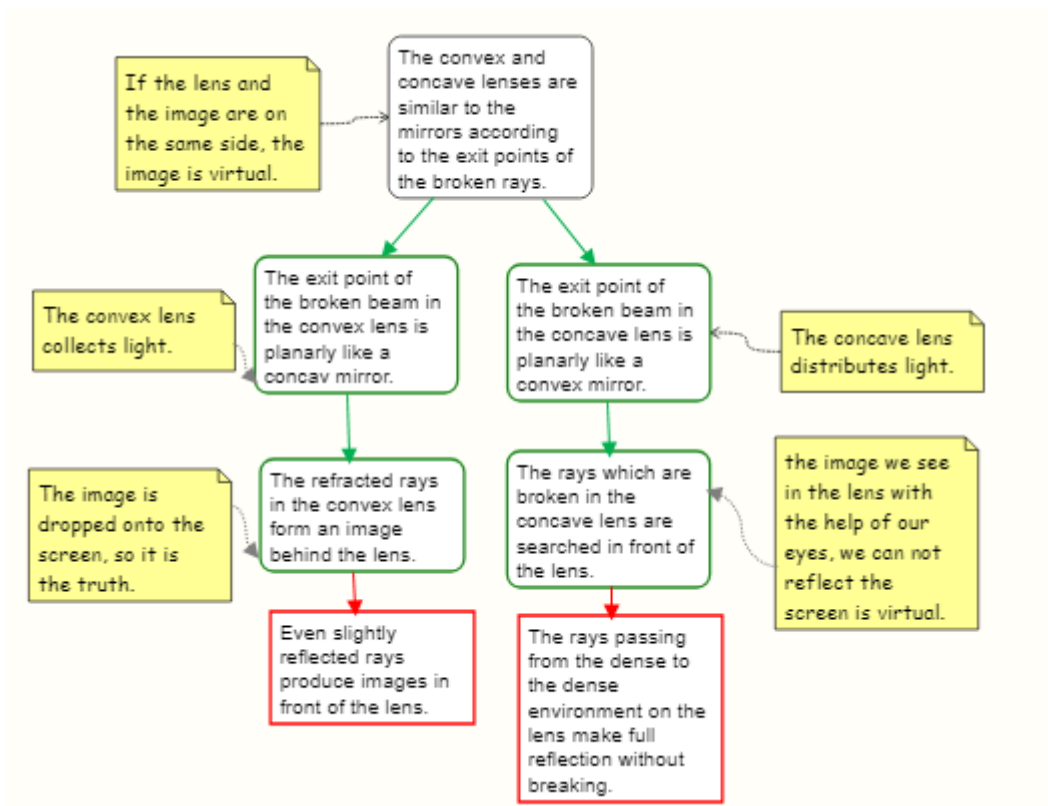 The convex and
concave lenses are
similar to the
mirrors according
to the exit points of
the broken rays.
If the lens and
the image are on
the same side, the
image is virtual.
The exit point of
the broken beam in
the convex lens is
planarly like a
concav mirror.
The exit point of
the broken beam in
the concave lens is
planarly like a
convex mirror.
The convex lens
collects light.
The concave lens
distributes light.
The image is
dropped onto the
screen, so it is
the truth.
The refracted rays
in the convex lens
form an image
behind the lens.
The rays which are
broken in the
concave lens are
searched in front of
the lens.
the image we see
in the lens with
the help of our
eyes, we can not
reflect the
screen is virtual.
Even slightly
reflected rays
produce images in
front of the lens.
The rays passing
from the dense to
the dense
environment on the
lens make full
reflection without
breaking.